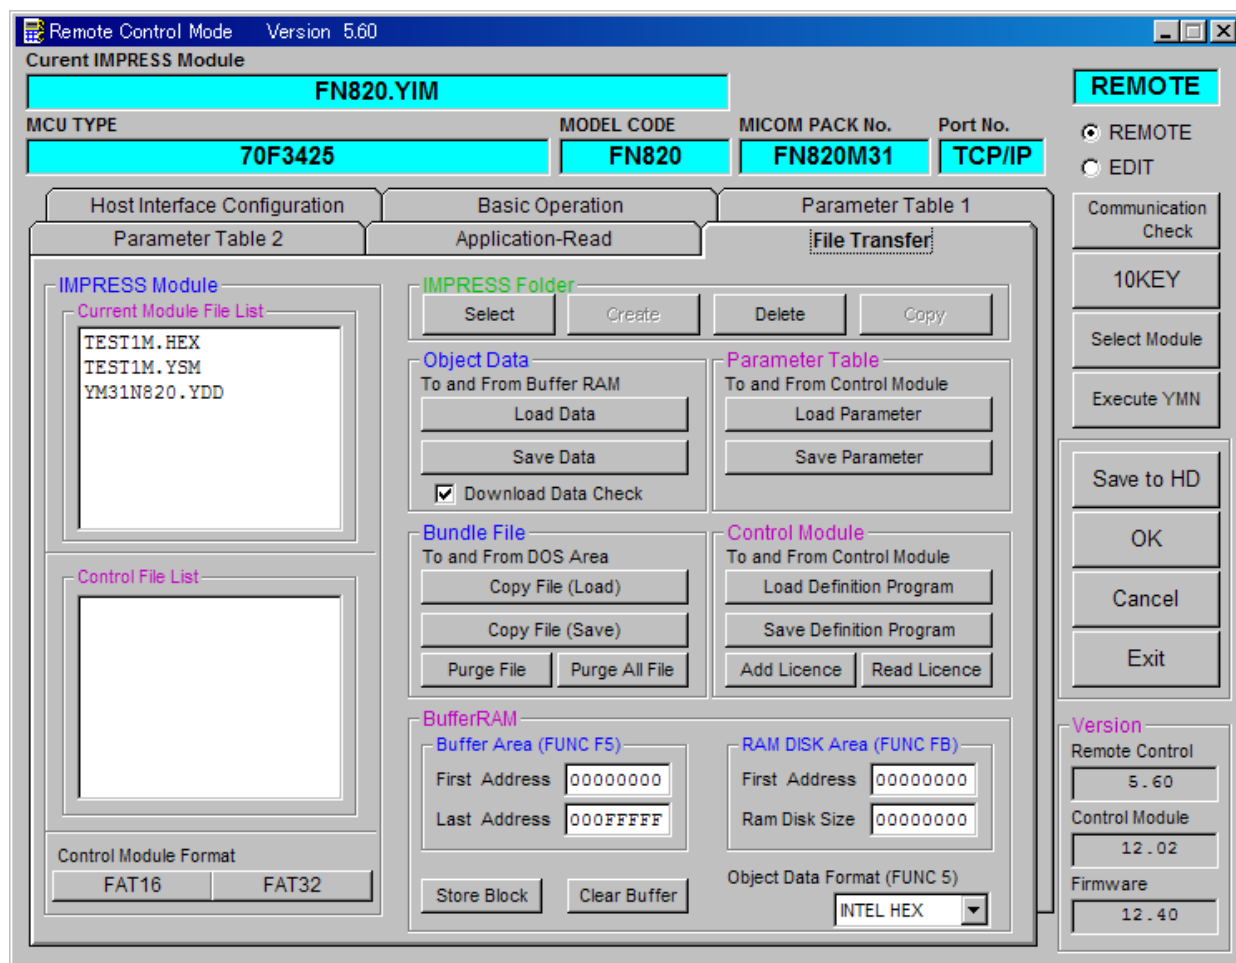 Remote Control Mode Version 5.60
Curent IMPRESS Module
FN820.YIM
REMOTE
MCU TYPE
MODEL CODE
MICOM PACK No.
Port No.
70F3425
FN820
FN820M31
TCP/IP
REMOTE
EDIT
Host Interface Configuration
Basic Operation
Parameter Table 1
Parameter Table 2
Application-Read
File Transfer
IMPRESS Module
Current Module File List
TEST1M.HEX
TEST1M.YSM
YM31N820.YDD
Control File List
Control Module Format
FAT16
FAT32
IMPRESS Folder
Select
Create
Delete
Copy
Object Data
To and From Buffer RAM
Load Data
Save Data
Download Data Check
Parameter Table
To and From Control Module
Load Parameter
Save Parameter
Bundle File
To and From DOS Area
Copy File (Load)
Copy File (Save)
Purge File
Purge All File
Control Module
To and From Control Module
Load Definition Program
Save Definition Program
Add Licence
Read Licence
BufferRAM
Buffer Area (FUNC F5)
First Address 00000000
Last Address 000FFFFF
RAM DISK Area (FUNC FB)
First Address 00000000
Ram Disk Size 00000000
Store Block
Clear Buffer
Object Data Format (FUNC 5)
INTEL HEX
Communication
Check
10KEY
Select Module
Execute YMN
Save to HD
OK
Cancel
Exit
Version
Remote Control
5.60
Control Module
12.02
Firmware
12.40